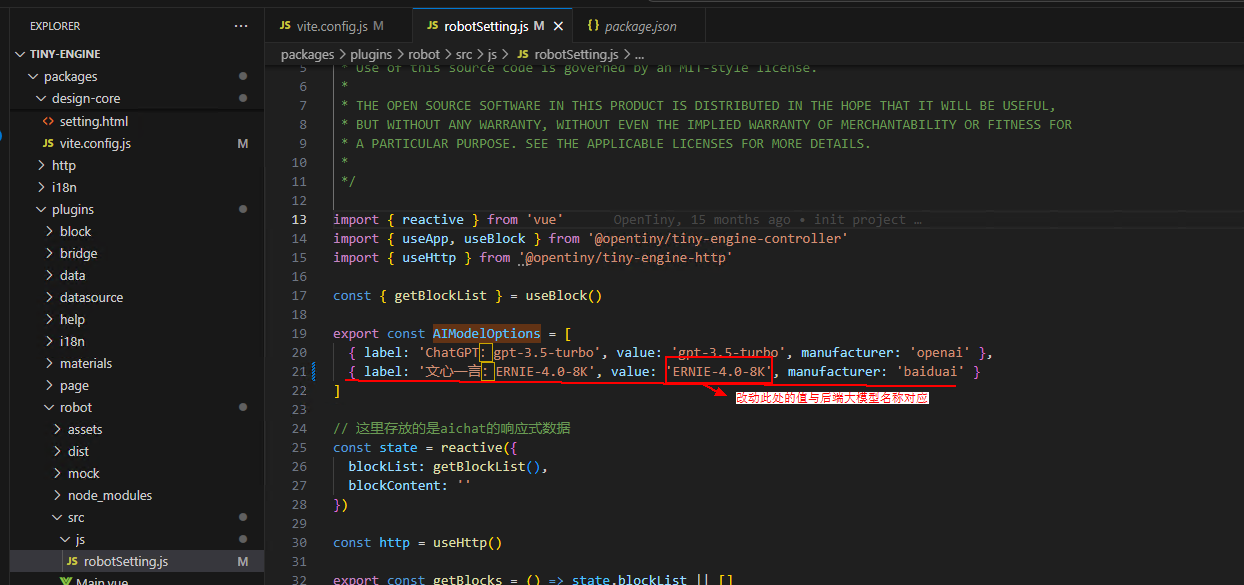 EXPLORER ...
TINY-ENGINE
packages
design-core
<> setting.html
JS vite.config.js M
http
i18n
plugins
block
bridge
data
datasource
help
i18n
materials
page
robot
assets
dist
mock
node_modules
src
js
JS robotSetting.js M
Main.vue
JS vite.config.js M
JS robotSetting.js M ×
{} package.json
packages > plugins > robot > src > js > JS robotSetting.js > ...
5 * Use of this source code is governed by an MIT-style license.
6 *
7 * THE OPEN SOURCE SOFTWARE IN THIS PRODUCT IS DISTRIBUTED IN THE HOPE THAT IT WILL BE USEFUL,
8 * BUT WITHOUT ANY WARRANTY, WITHOUT EVEN THE IMPLIED WARRANTY OF MERCHANTABILITY OR FITNESS FOR
9 * A PARTICULAR PURPOSE. SEE THE APPLICABLE LICENSES FOR MORE DETAILS.
10 *
11 */
12
13 import { reactive } from 'vue' OpenTiny, 15 months ago • init project …
14 import { useApp, useBlock } from '@opentiny/tiny-engine-controller'
15 import { useHttp } from '@opentiny/tiny-engine-http'
16
17 const { getBlockList } = useBlock()
18
19 export const AIModelOptions = [
20 { label: 'ChatGPT：gpt-3.5-turbo', value: 'gpt-3.5-turbo', manufacturer: 'openai' },
21 { label: '文心一言：ERNIE-4.0-8K', value: 'ERNIE-4.0-8K', manufacturer: 'baiduai' }
22 ]
改动此处的值与后端大模型名称对应
23
24 // 这里存放的是aichat的响应式数据
25 const state = reactive({
26 blockList: getBlockList(),
27 blockContent: ''
28 })
29
30 const http = useHttp()
31
32 export const getBlocks = () => state.blockList || []